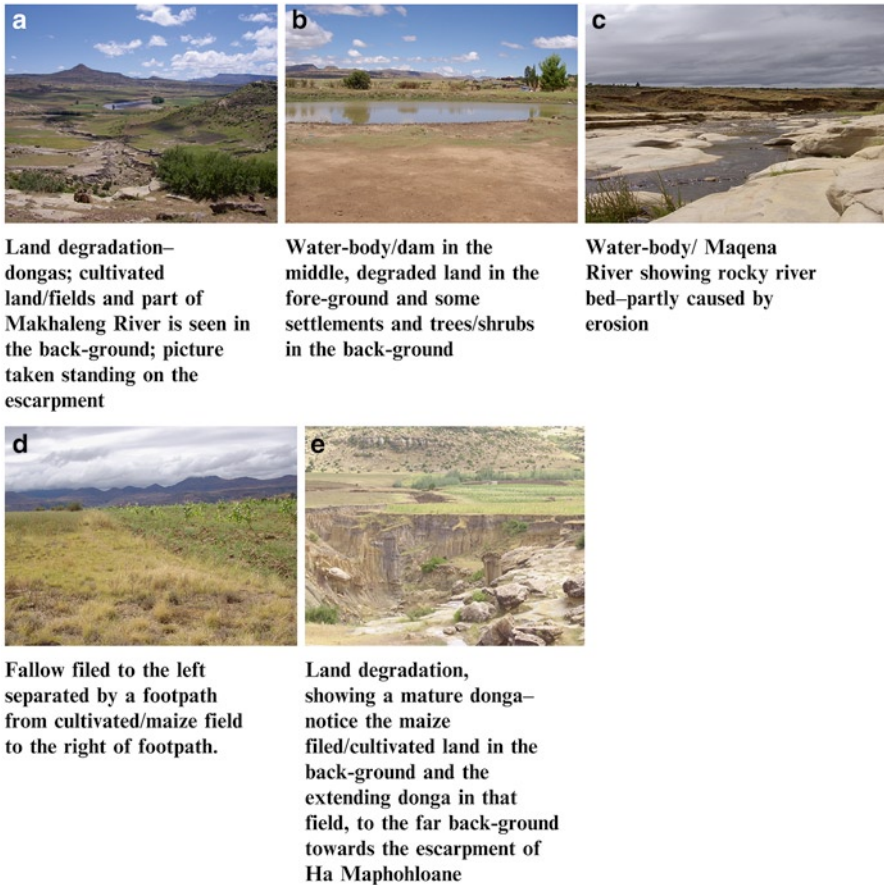 a
Land degradation–
dongas; cultivated
land/fields and part of
Makhaleng River is seen in
the back-ground; picture
taken standing on the
escarpment
b
Water-body/dam in the
middle, degraded land in the
fore-ground and some
settlements and trees/shrubs
in the back-ground
c
Water-body/ Maqena
River showing rocky river
bed–partly caused by
erosion
d
Fallow filed to the left
separated by a footpath
from cultivated/maize field
to the right of footpath.
e
Land degradation,
showing a mature donga–
notice the maize
filed/cultivated land in the
back-ground and the
extending donga in that
field, to the far back-ground
towards the escarpment of
Ha Maphohloane